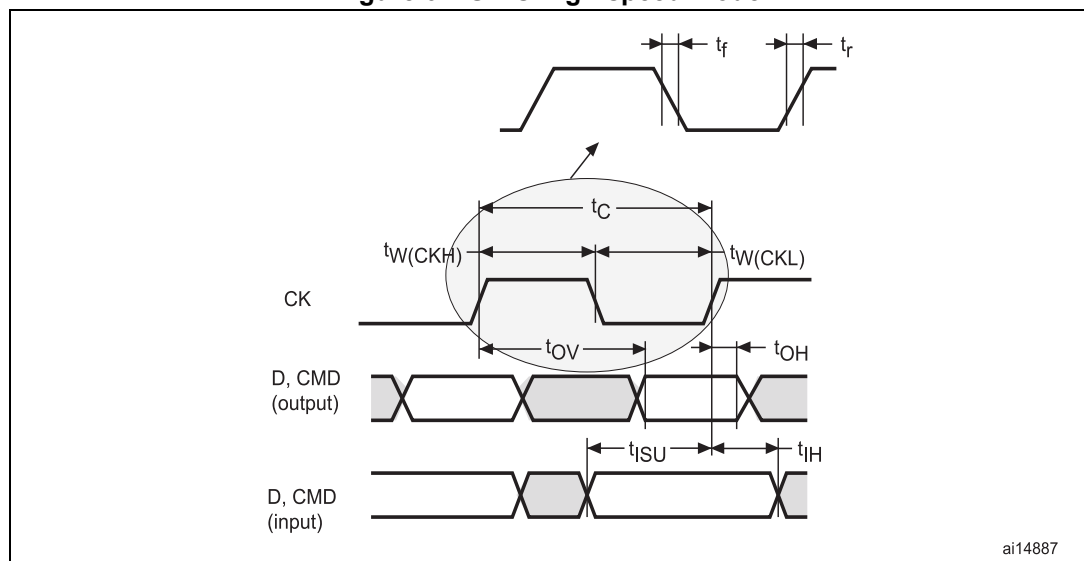 tf
tr
tC
tW(CKH)
tW(CKL)
CK
tOV
tOH
D, CMD
(output)
tISU
tIH
D, CMD
(input)
ai14887